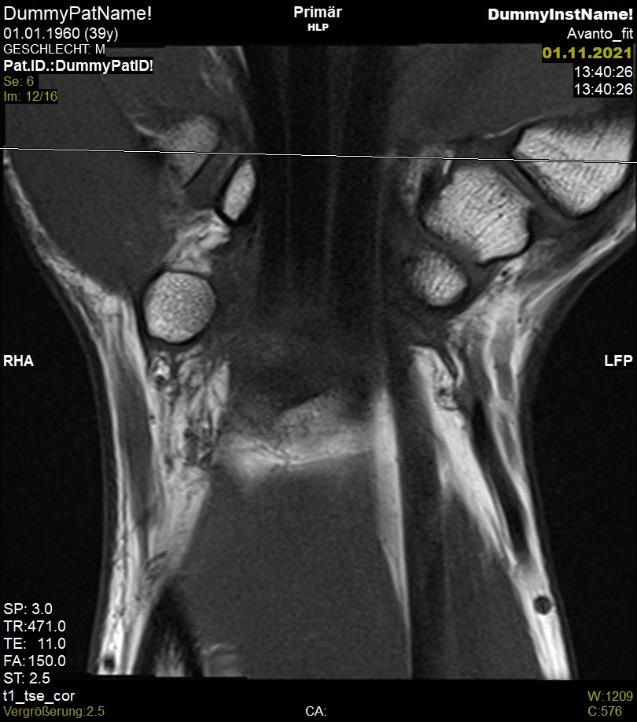 DummyPatName!
01.01.1960 (39y)
GESCHLECHT: M
Pat.ID.:DummyPatID!
Se: 6
Im: 12/16
Primär
HLP
DummyInstName!
Avanto_fit
01.11.2021
13:40:26
13:40:26
RHA
LFP
SP: 3.0
TR:471.0
TE: 11.0
FA:150.0
ST: 2.5
t1_tse_cor
Vergrößerung:2.5
CA:
W:1209
C:576